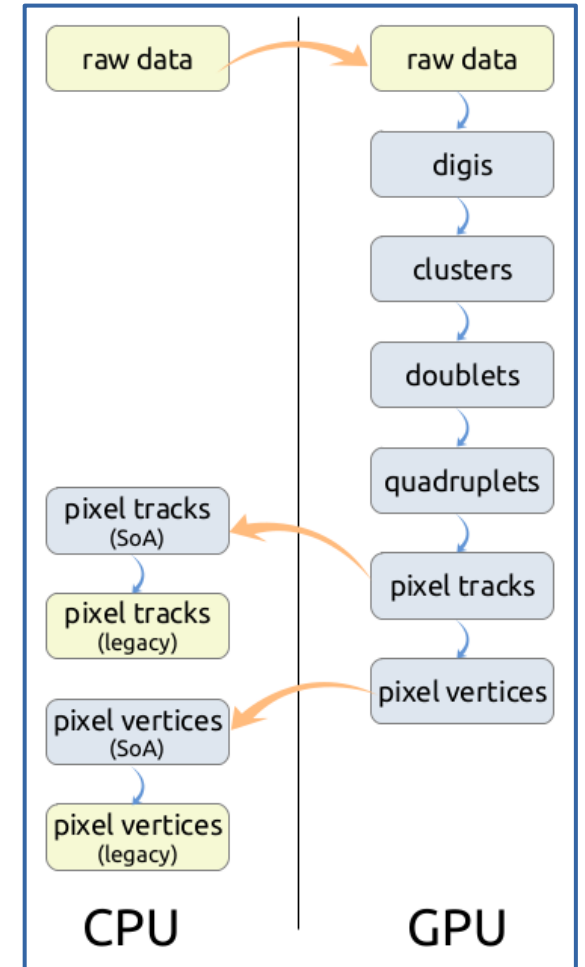 raw data
raw data
digis
clusters
doublets
quadruplets
pixel tracks
pixel vertices
pixel tracks
(SoA)
pixel tracks
(legacy)
pixel vertices
(SoA)
pixel vertices
(legacy)
CPU
GPU